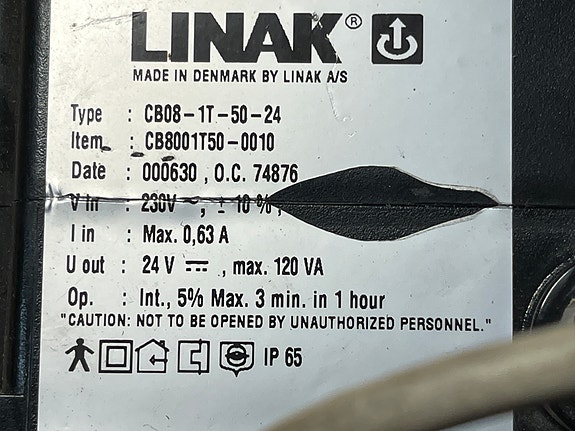 LINAK®
MADE IN DENMARK BY LINAK A/S
Type : CB08-1T-50-24
Item : CB8001T50-0010
Date : 000630 , O.C. 74876
V in : 230V ~, ± 10 %,
I in : Max. 0,63 A
U out : 24 V ⎓ , max. 120 VA
Op. : Int., 5% Max. 3 min. in 1 hour
"CAUTION: NOT TO BE OPENED BY UNAUTHORIZED PERSONNEL."
IP 65